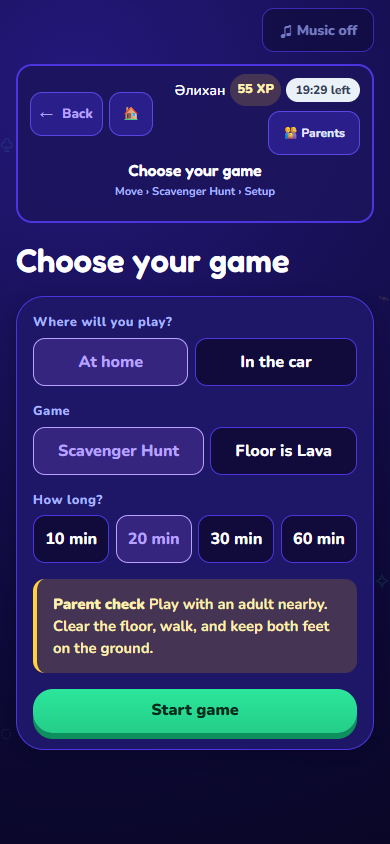 Music off
← Back
Әлихан 55 XP 19:29 left
Parents
Choose your game
Move › Scavenger Hunt › Setup
Choose your game
Where will you play?
At home In the car
Game
Scavenger Hunt Floor is Lava
How long?
10 min 20 min 30 min 60 min
Parent check Play with an adult nearby.
Clear the floor, walk, and keep both feet
on the ground.
Start game